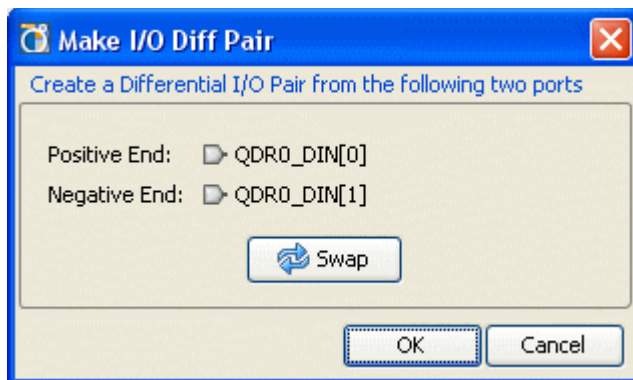 Make I/O Diff Pair
Create a Differential I/O Pair from the following two ports
Positive End: QDR0_DIN[0]
Negative End: QDR0_DIN[1]
Swap
OK Cancel